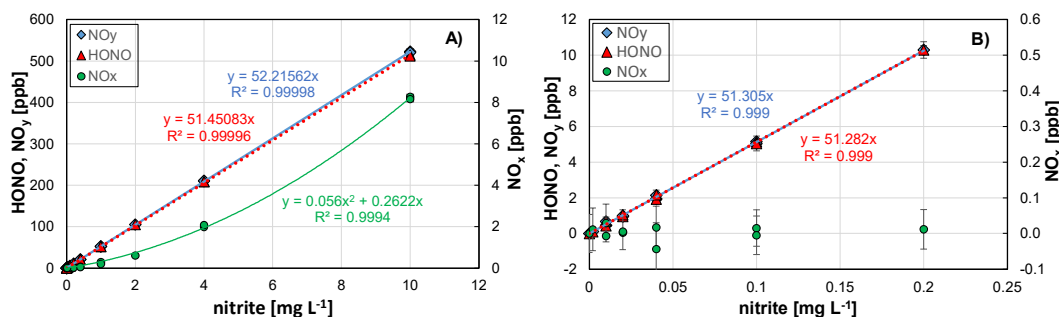 A)
NOy
HONO
NOx
y = 52.21562x
R² = 0.99998
y = 51.45083x
R² = 0.99996
y = 0.056x² + 0.2622x
R² = 0.9994
HONO, NOy [ppb]
600
500
400
300
200
100
0
NOx [ppb]
12
10
8
6
4
2
0
0 2 4 6 8 10 12
nitrite [mg L-1]
B)
NOy
HONO
NOx
y = 51.305x
R² = 0.999
y = 51.282x
R² = 0.999
HONO, NOy [ppb]
12
10
8
6
4
2
0
-2
NOx [ppb]
0.6
0.5
0.4
0.3
0.2
0.1
0.0
-0.1
0 0.05 0.1 0.15 0.2 0.25
nitrite [mg L-1]